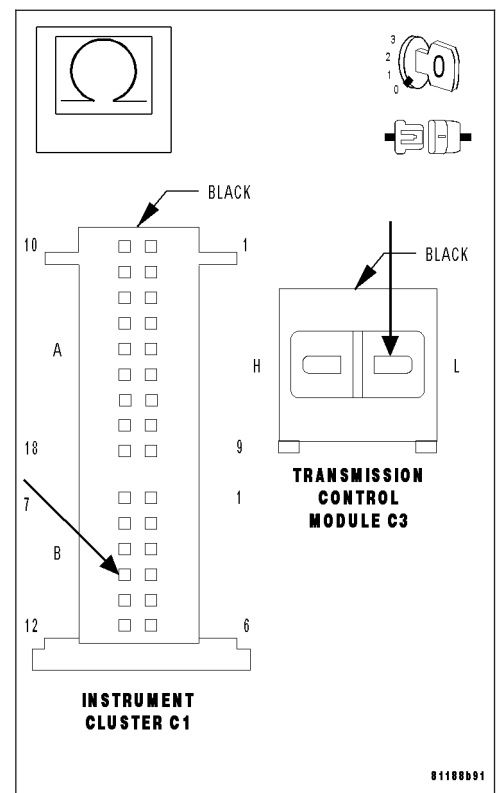 3
2
1
0
BLACK
10 1
A
18 9
7 1
B
12 6
INSTRUMENT
CLUSTER C1
BLACK
H L
TRANSMISSION
CONTROL
MODULE C3
81188b91